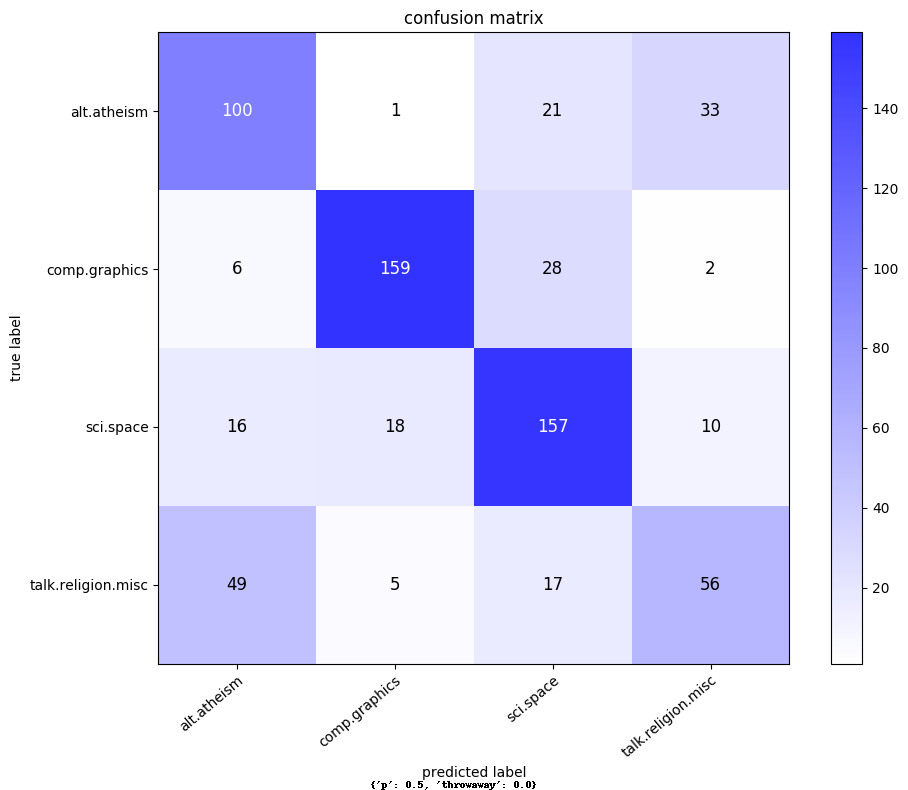 confusion matrix
alt.atheism 100 1 21 33
comp.graphics 6 159 28 2
sci.space 16 18 157 10
talk.religion.misc 49 5 17 56
true label
alt.atheism comp.graphics sci.space talk.religion.misc
predicted label
{'p': 0.5, 'throwaway': 0.0}
140
120
100
80
60
40
20